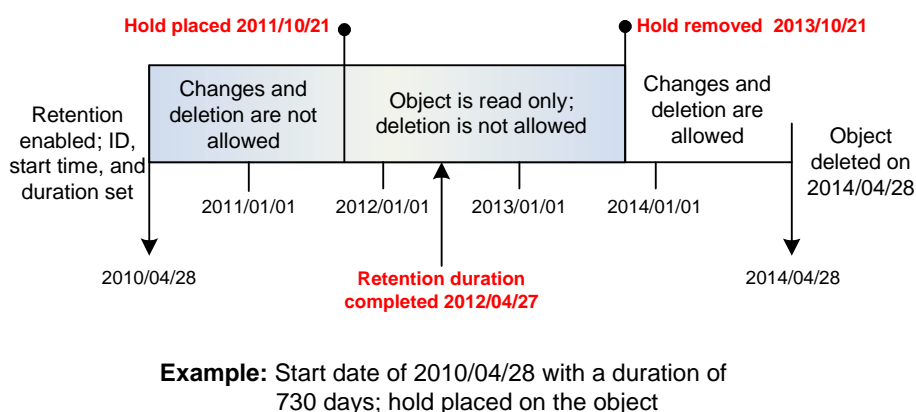 Hold placed 2011/10/21
Hold removed  2013/10/21
Retention
enabled; ID,
start time, and
duration set
Changes and
deletion are not
allowed
Object is read only;
deletion is not allowed
Changes and
deletion are
allowed
Object
deleted on
2014/04/28
2011/01/01
2012/01/01
2013/01/01
2014/01/01
2010/04/28
Retention duration
completed 2012/04/27
2014/04/28
Example: Start date of 2010/04/28 with a duration of
730 days; hold placed on the object